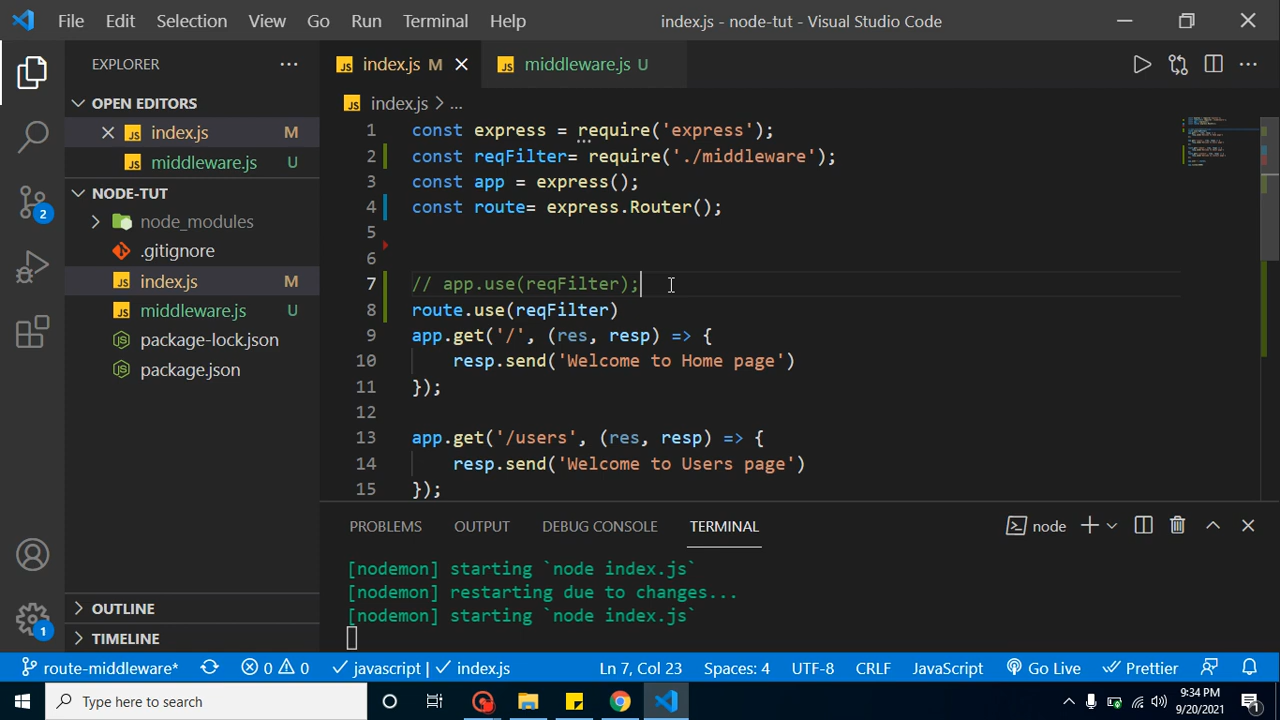 File Edit Selection View Go Run Terminal Help index.js - node-tut - Visual Studio Code
EXPLORER
OPEN EDITORS
index.js M
middleware.js U
NODE-TUT
node_modules
.gitignore
index.js M
middleware.js U
package-lock.json
package.json
OUTLINE
TIMELINE
index.js M middleware.js U
index.js > ...
1 const express = require('express');
2 const reqFilter= require('./middleware');
3 const app = express();
4 const route= express.Router();
5
6
7 // app.use(reqFilter);
8 route.use(reqFilter)
9 app.get('/', (res, resp) => {
10 resp.send('Welcome to Home page')
11 });
12
13 app.get('/users', (res, resp) => {
14 resp.send('Welcome to Users page')
15 });
PROBLEMS OUTPUT DEBUG CONSOLE TERMINAL node
[nodemon] starting `node index.js`
[nodemon] restarting due to changes...
[nodemon] starting `node index.js`
2
1
route-middleware* 0 0 javascript | index.js Ln 7, Col 23 Spaces: 4 UTF-8 CRLF JavaScript Go Live Prettier
Type here to search
9:34 PM
9/20/2021
1